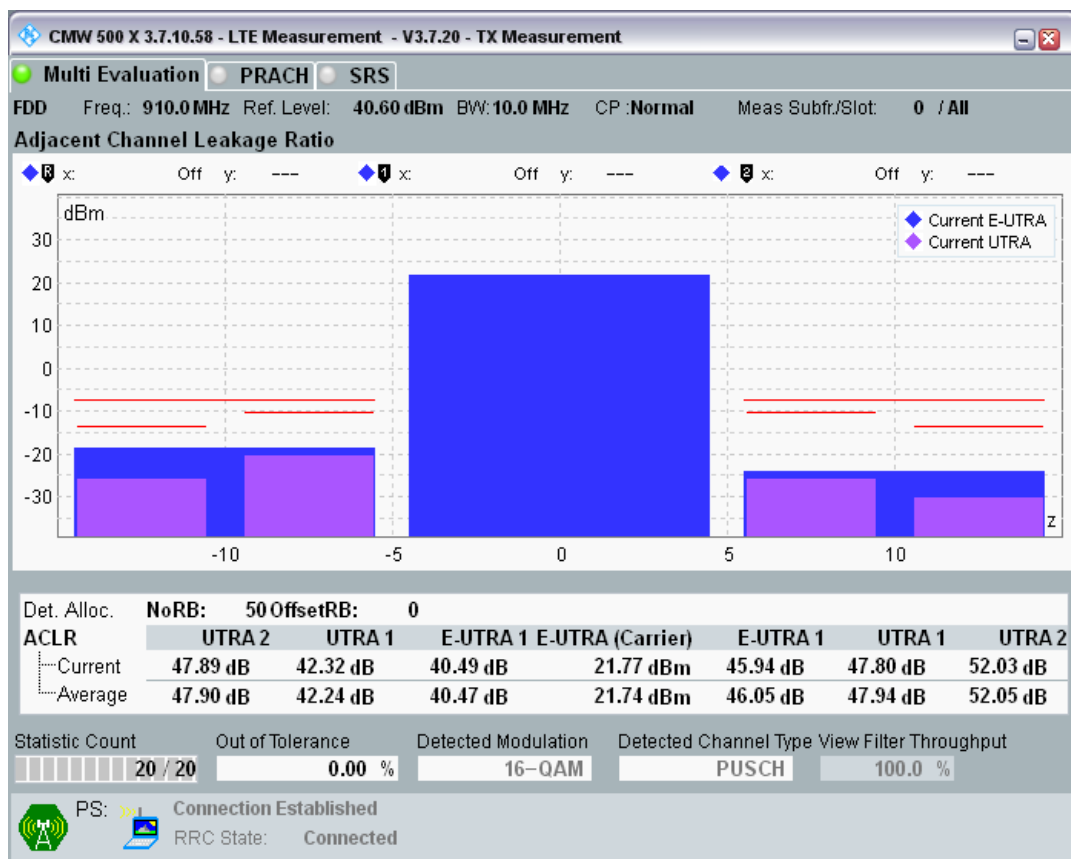 CMW 500 X 3.7.10.58 - LTE Measurement - V3.7.20 - TX Measurement
Multi Evaluation PRACH SRS
FDD Freq.: 910.0 MHz Ref. Level: 40.60 dBm BW: 10.0 MHz CP :Normal Meas Subfr./Slot: 0 / All
Adjacent Channel Leakage Ratio
R x: Off y: --- 1 x: Off y: --- 2 x: Off y: ---
dBm
Current E-UTRA
Current UTRA
30
20
10
0
-10
-20
-30
z
-10 -5 0 5 10
Det. Alloc. NoRB: 50 OffsetRB: 0
ACLR UTRA 2 UTRA 1 E-UTRA 1 E-UTRA (Carrier) E-UTRA 1 UTRA 1 UTRA 2
Current 47.89 dB 42.32 dB 40.49 dB 21.77 dBm 45.94 dB 47.80 dB 52.03 dB
Average 47.90 dB 42.24 dB 40.47 dB 21.74 dBm 46.05 dB 47.94 dB 52.05 dB
Statistic Count Out of Tolerance Detected Modulation Detected Channel Type View Filter Throughput
20 / 20 0.00 % 16-QAM PUSCH 100.0 %
PS: Connection Established
RRC State: Connected